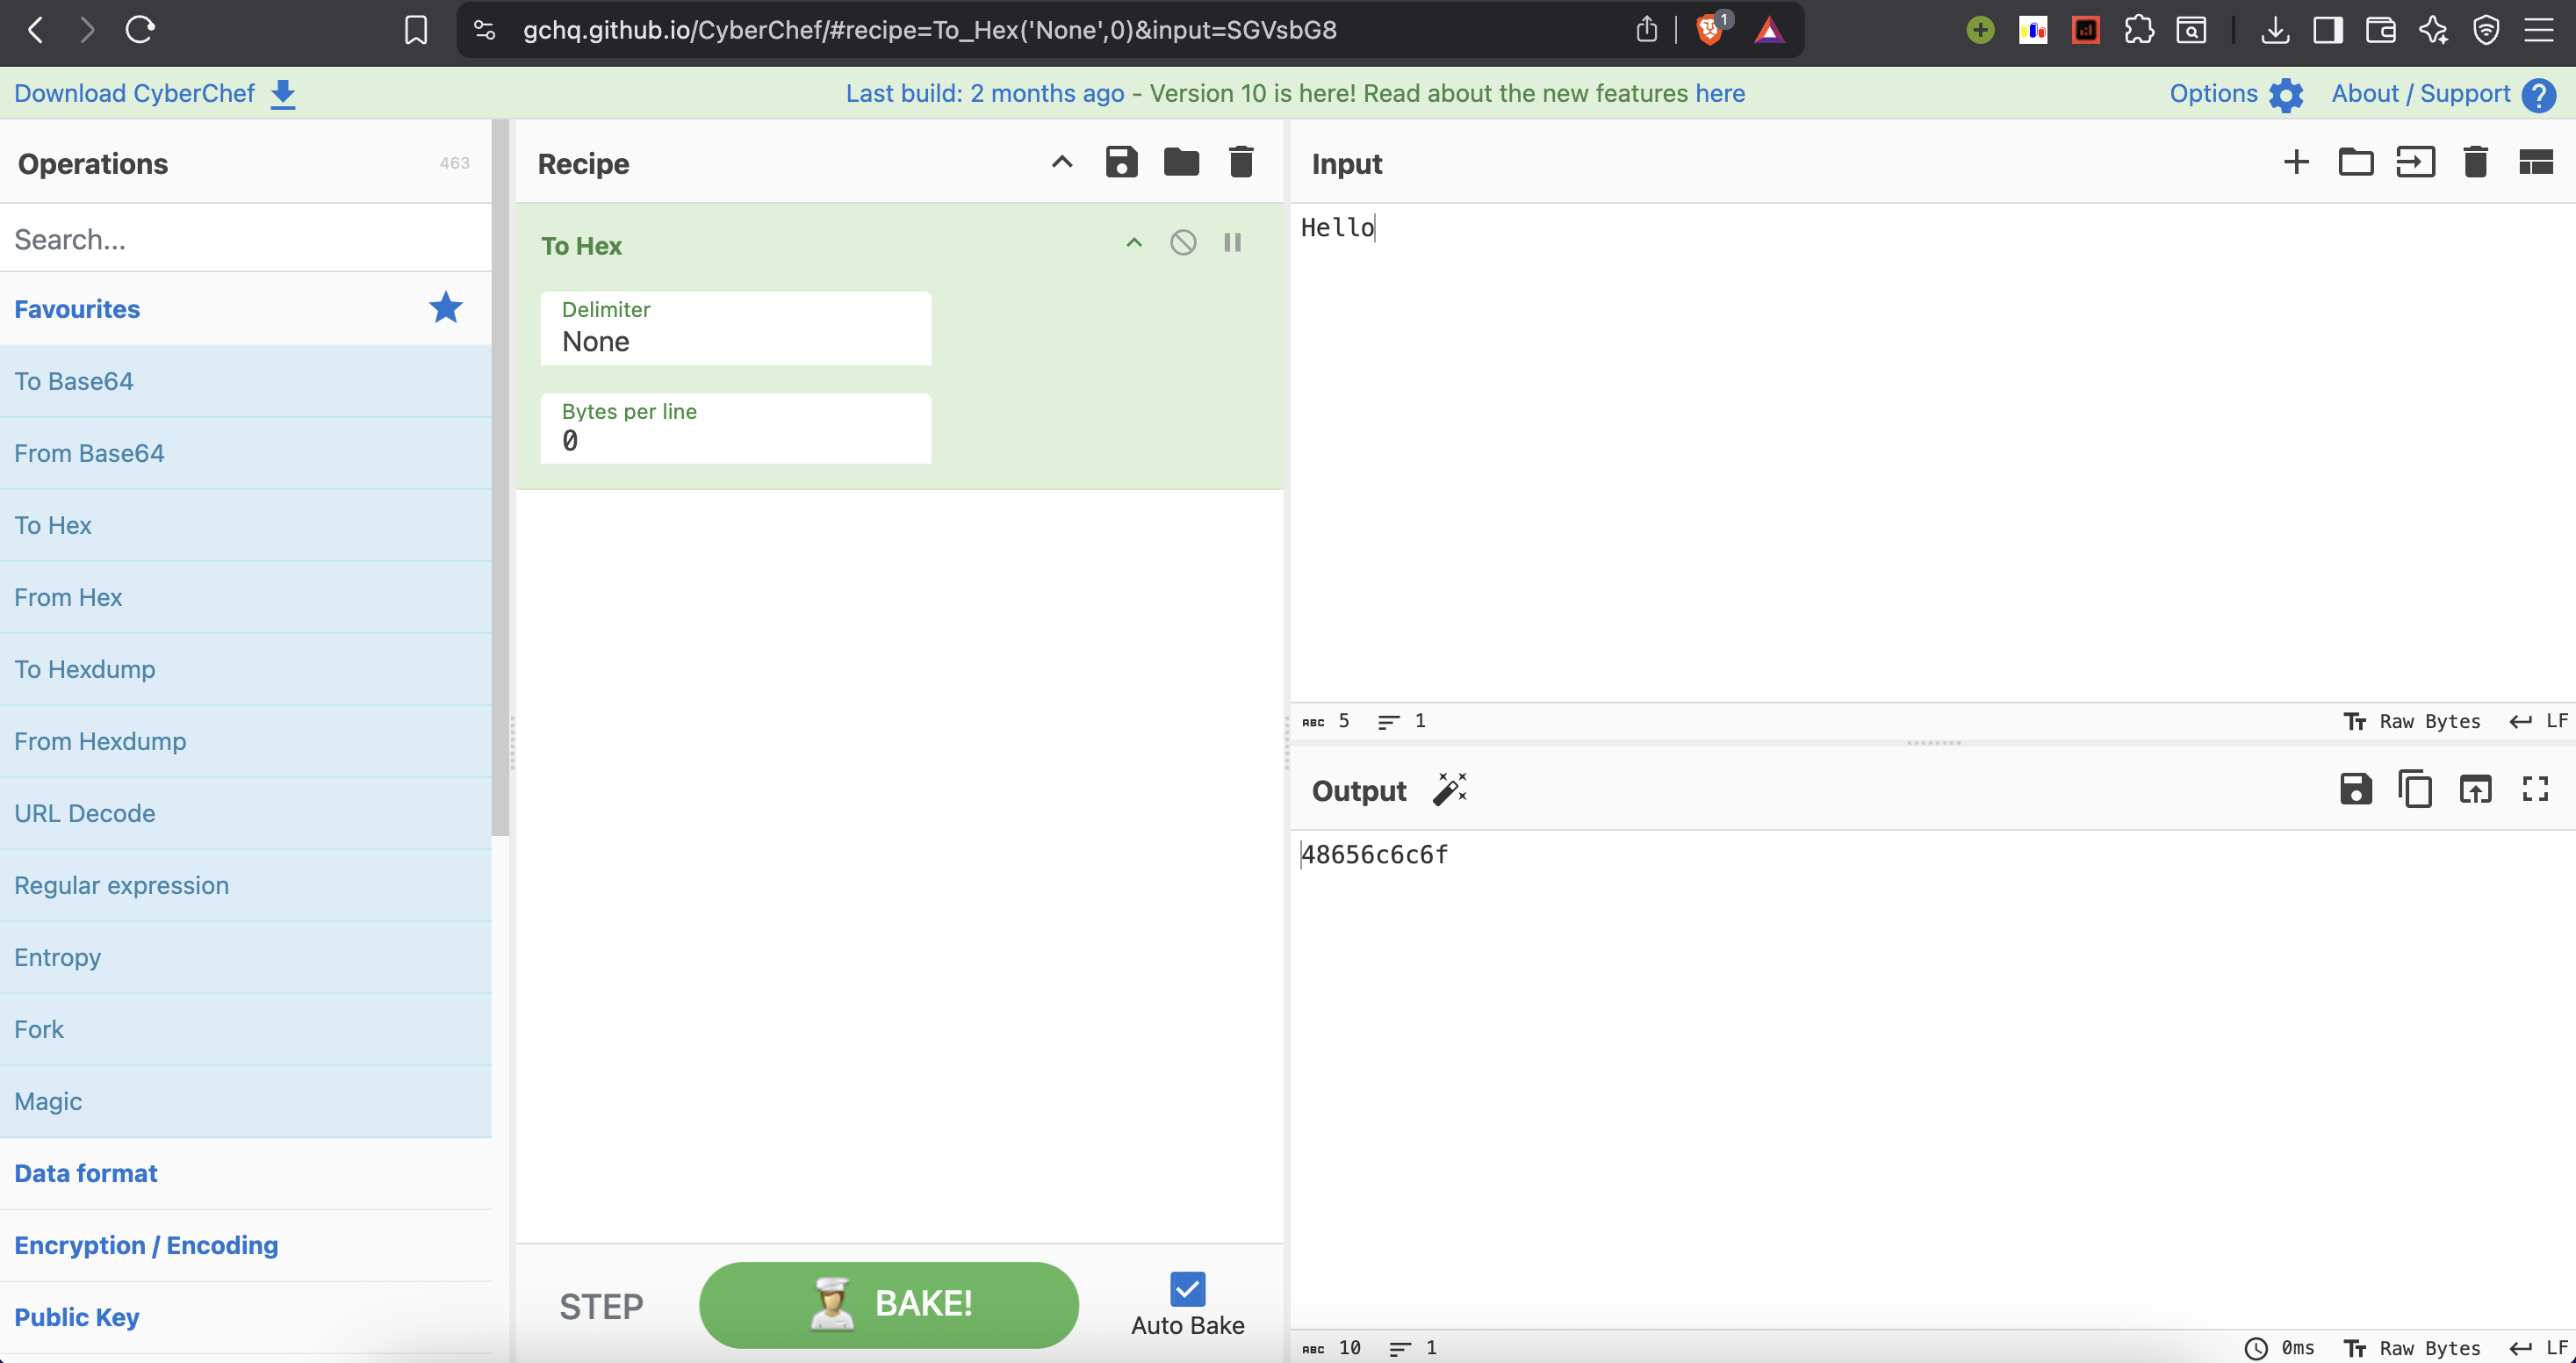 gchq.github.io/CyberChef/#recipe=To_Hex('None',0)&input=SGVsbG8
1
Download CyberChef
Last build: 2 months ago - Version 10 is here! Read about the new features here
Options
About / Support
Operations
463
Search...
Favourites
To Base64
From Base64
To Hex
From Hex
To Hexdump
From Hexdump
URL Decode
Regular expression
Entropy
Fork
Magic
Data format
Encryption / Encoding
Public Key
Recipe
To Hex
Delimiter
None
Bytes per line
0
STEP
BAKE!
Auto Bake
Input
Hello
ABC 5 1
Tт Raw Bytes LF
Output
48656c6c6f
ABC 10 1
0ms Tт Raw Bytes LF